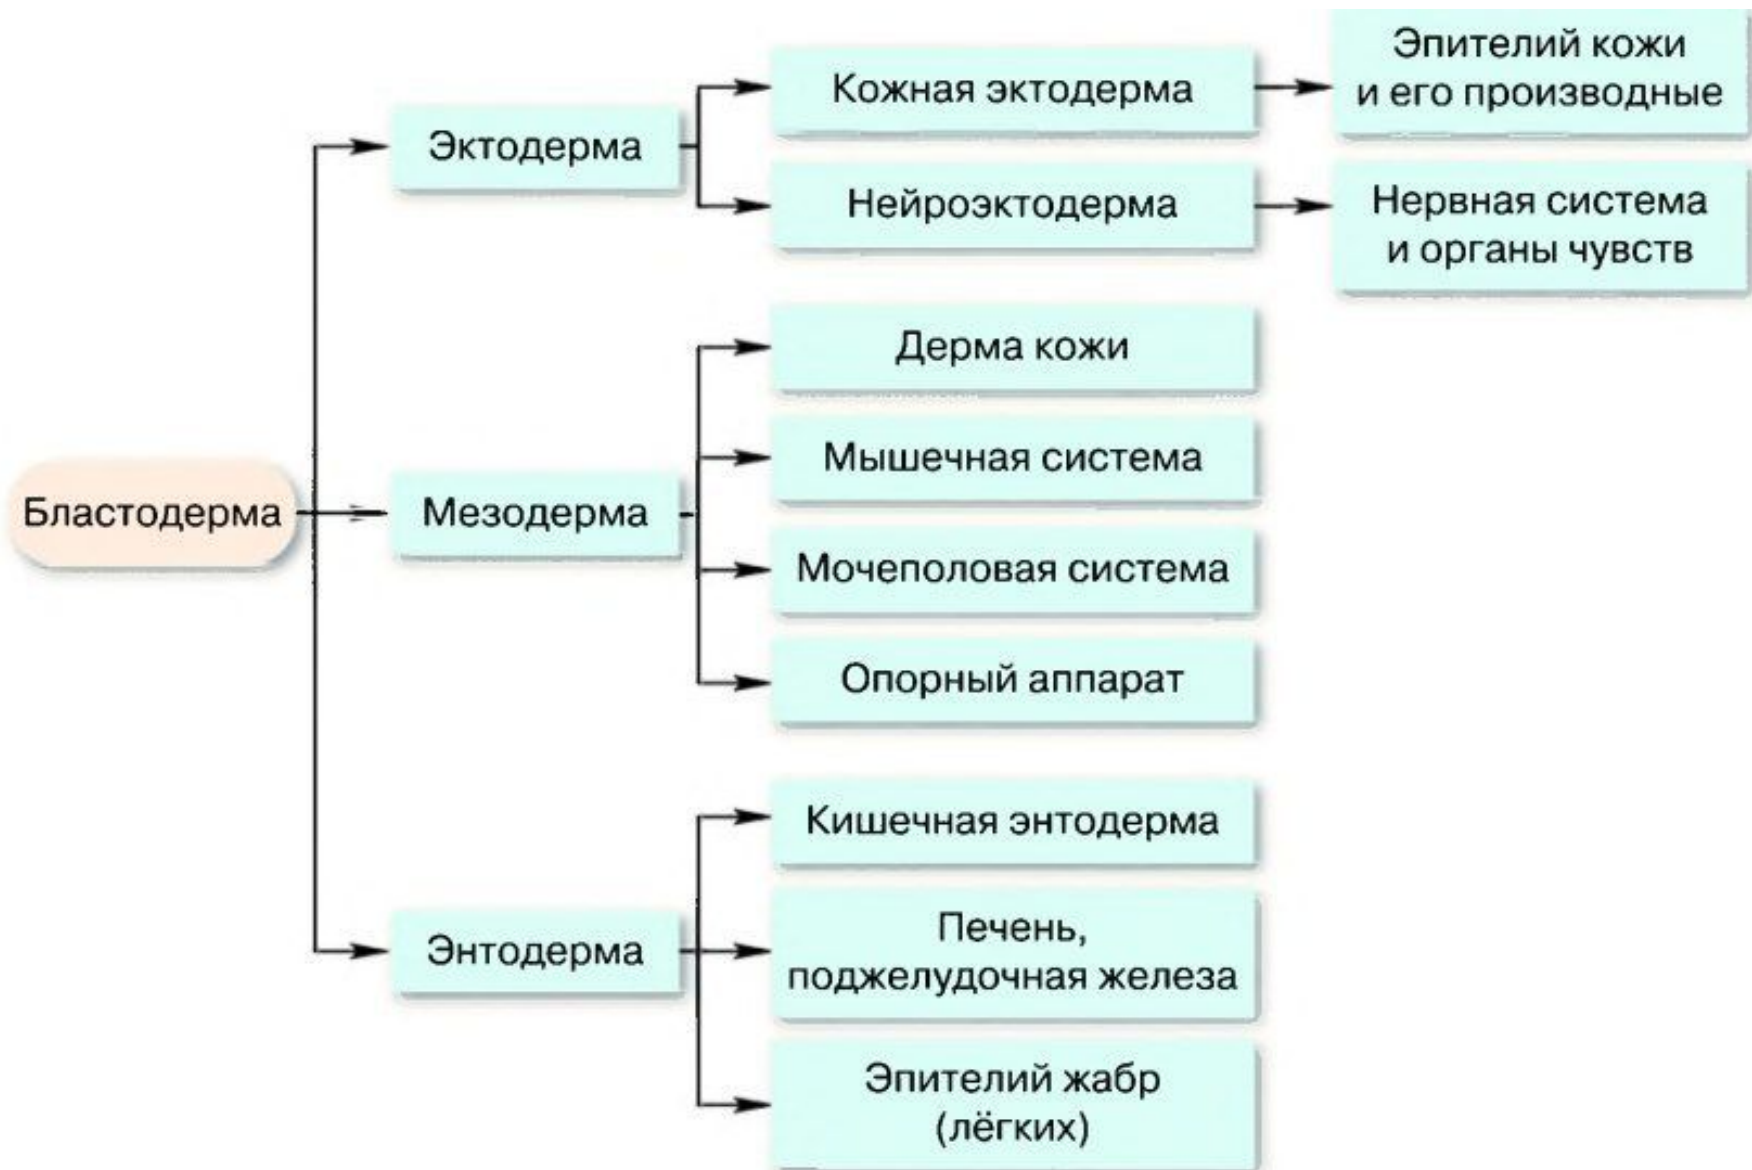 Эпителий кожи
и его производные
Кожная эктодерма
Эктодерма
Нейроэктодерма
Нервная система
и органы чувств
Дерма кожи
Мышечная система
Бластодерма
Мезодерма
Мочеполовая система
Опорный аппарат
Кишечная энтодерма
Энтодерма
Печень,
поджелудочная железа
Эпителий жабр
(лёгких)